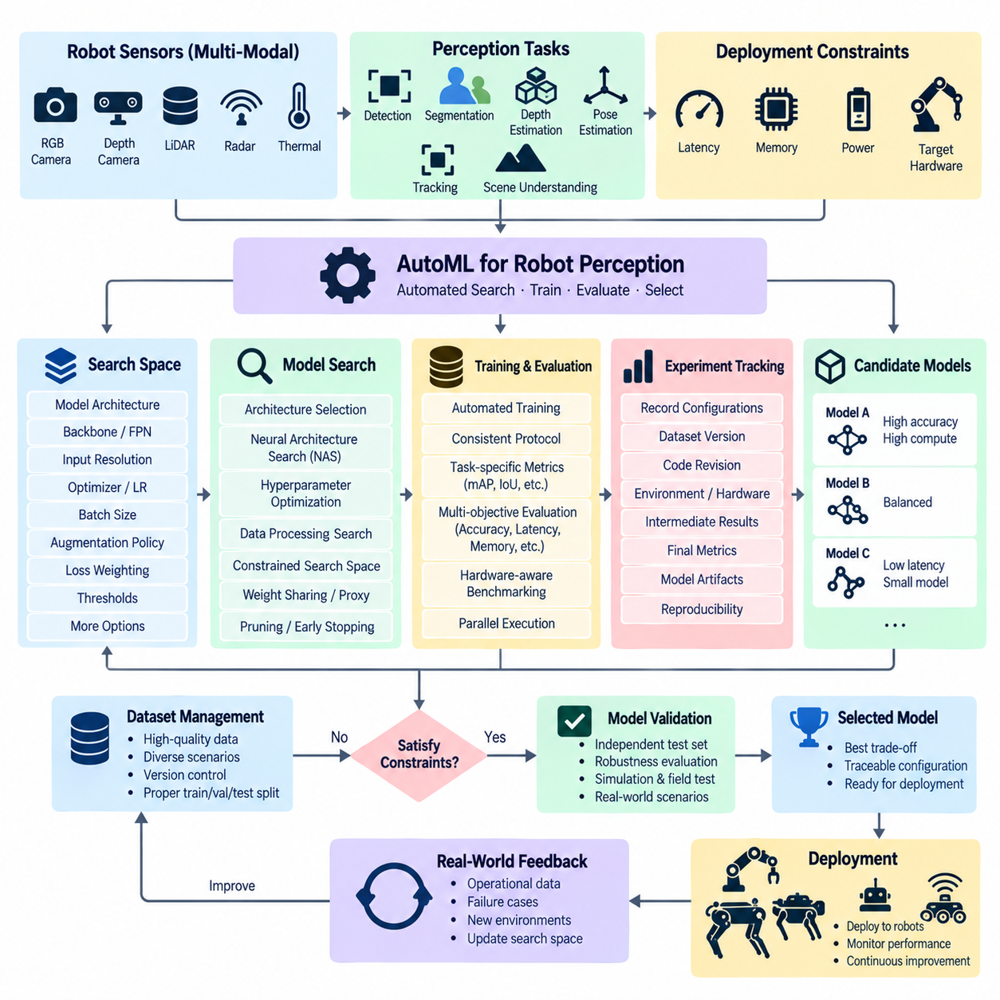 Robot Sensors (Multi-Modal)
RGB
Camera
Depth
Camera
LiDAR
Radar
Thermal
Perception Tasks
Detection
Segmentation
Depth
Estimation
Pose
Estimation
Tracking
Scene Understanding
Deployment Constraints
Latency
Memory
Power
Target
Hardware
AutoML for Robot Perception
Automated Search · Train · Evaluate · Select
Search Space
Model Architecture
Backbone / FPN
Input Resolution
Optimizer / LR
Batch Size
Augmentation Policy
Loss Weighting
Thresholds
More Options
Model Search
Architecture Selection
Neural Architecture
Search (NAS)
Hyperparameter
Optimization
Data Processing Search
Constrained Search Space
Weight Sharing / Proxy
Pruning / Early Stopping
Training & Evaluation
Automated Training
Consistent Protocol
Task-specific Metrics
(mAP, IoU, etc.)
Multi-objective Evaluation
(Accuracy, Latency,
Memory, etc.)
Hardware-aware
Benchmarking
Parallel Execution
Experiment Tracking
Record Configurations
Dataset Version
Code Revision
Environment / Hardware
Intermediate Results
Final Metrics
Model Artifacts
Reproducibility
Candidate Models
Model A
High accuracy
High compute
Model B
Balanced
Model C
Low latency
Small model
...
Dataset Management
• High-quality data
• Diverse scenarios
• Version control
• Proper train/val/test split
No
Satisfy
Constraints?
Yes
Model Validation
• Independent test set
• Robustness evaluation
• Simulation & field test
• Real-world scenarios
Selected Model
• Best trade-off
• Traceable configuration
• Ready for deployment
Improve
Real-World Feedback
• Operational data
• Failure cases
• New environments
• Update search space
Deployment
• Deploy to robots
• Monitor performance
• Continuous improvement